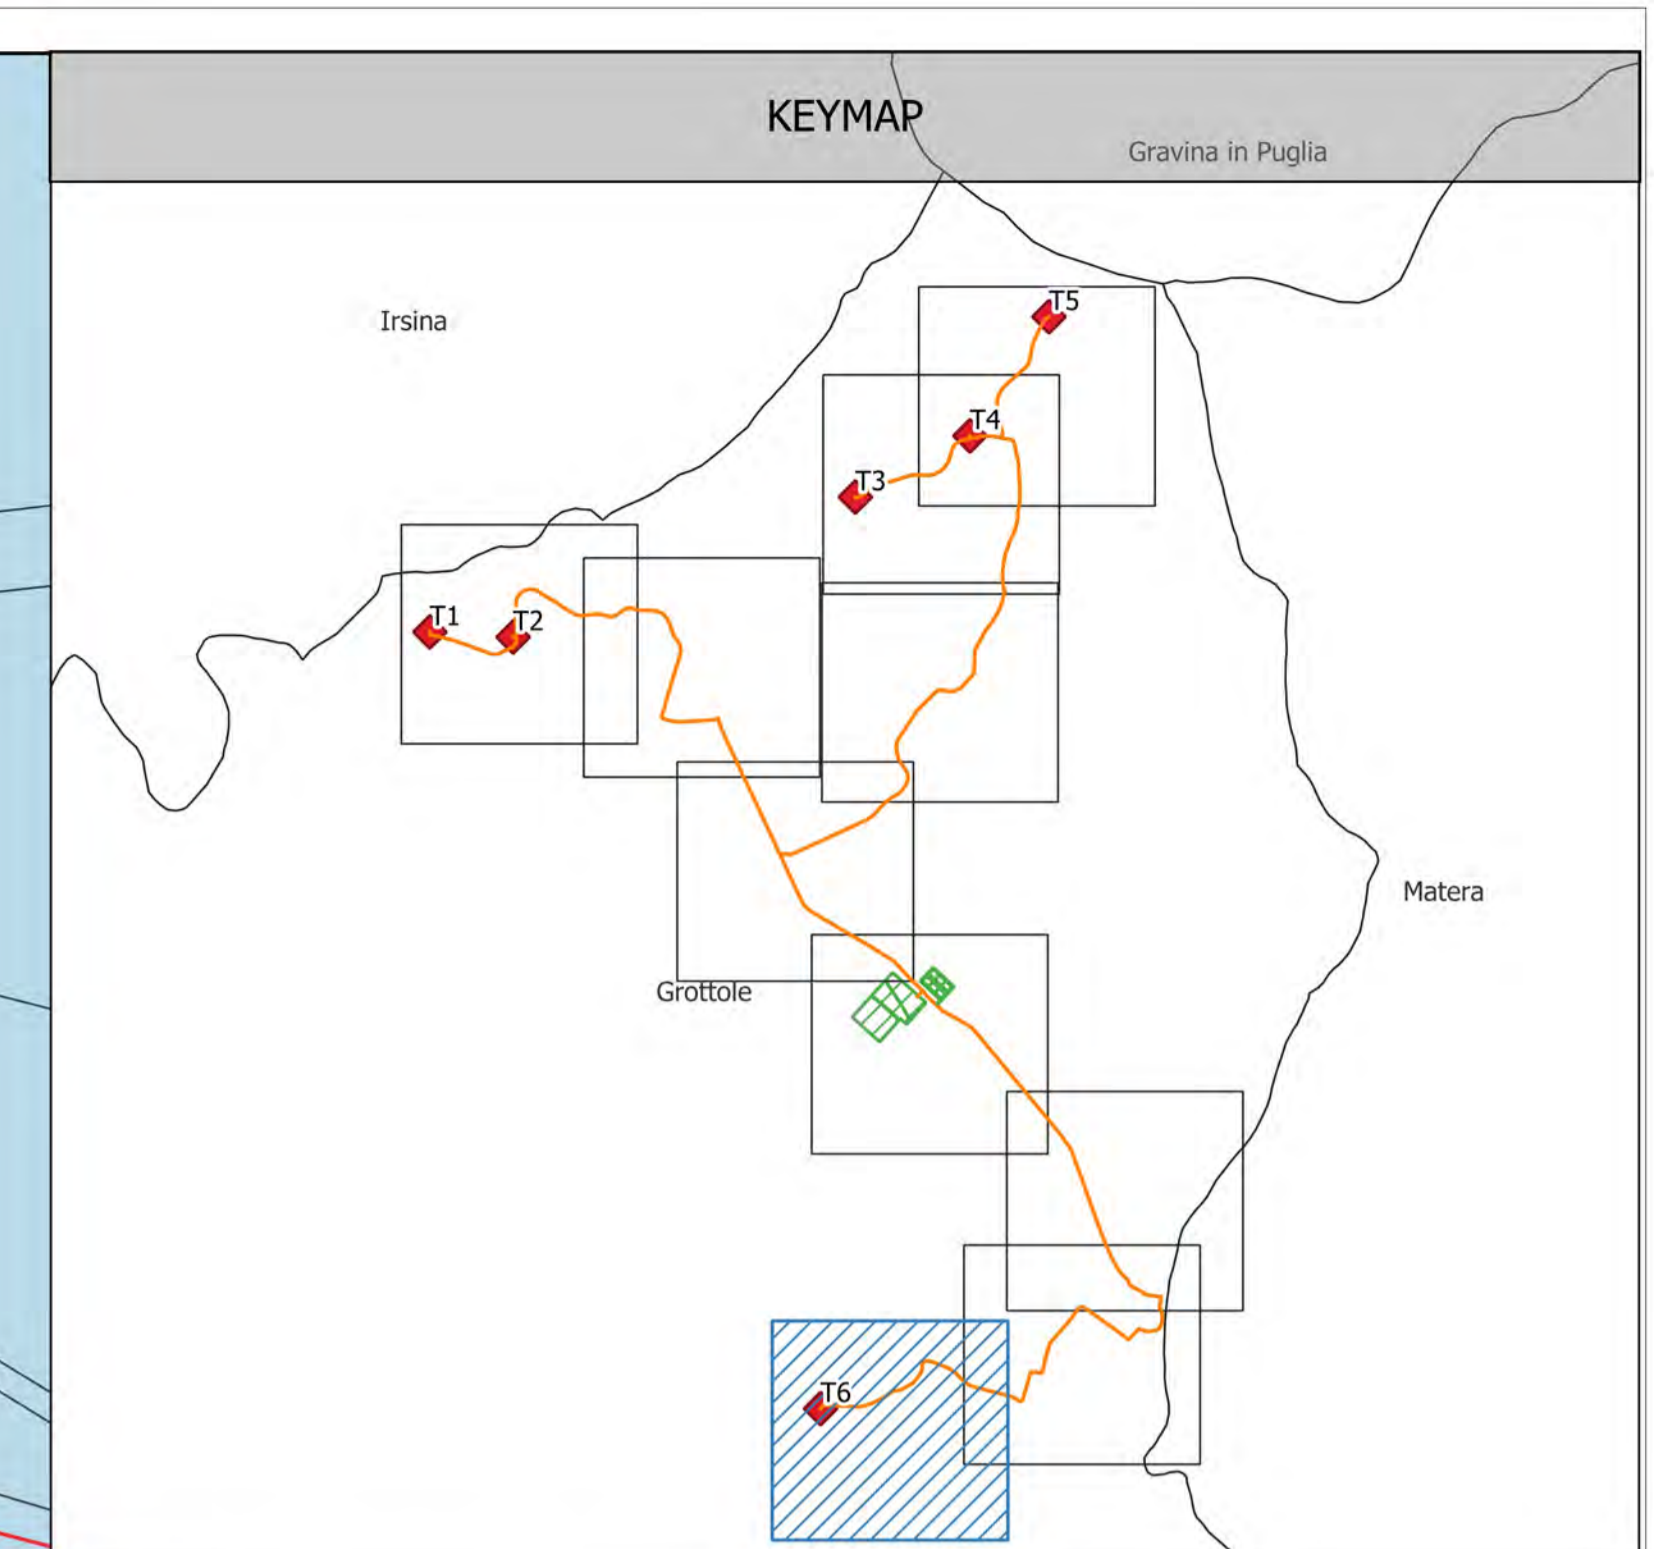 KEYMAP
Gravina in Puglia
Irsina
T5
T4
T3
T1
T2
Matera
Grottole
T6